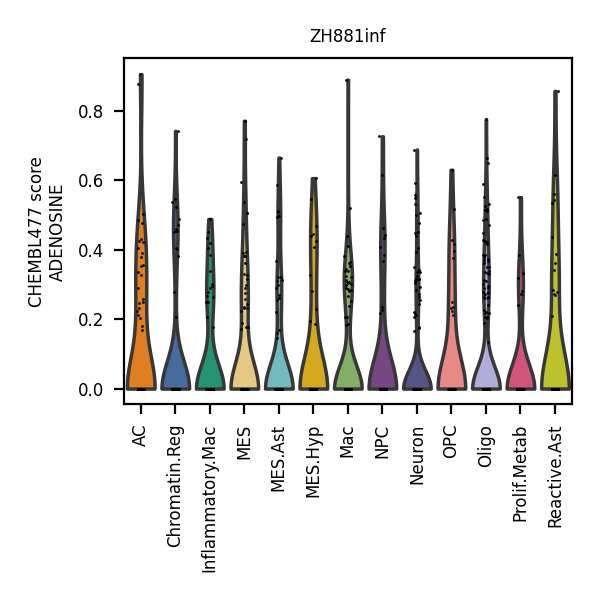 ZH881inf
CHEMBL477 score
ADENOSINE
0.8
0.6
0.4
0.2
0.0
AC
Chromatin.Reg
Inflammatory.Mac
MES
MES.Ast
MES.Hyp
Mac
NPC
Neuron
OPC
Oligo
Prolif.Metab
Reactive.Ast